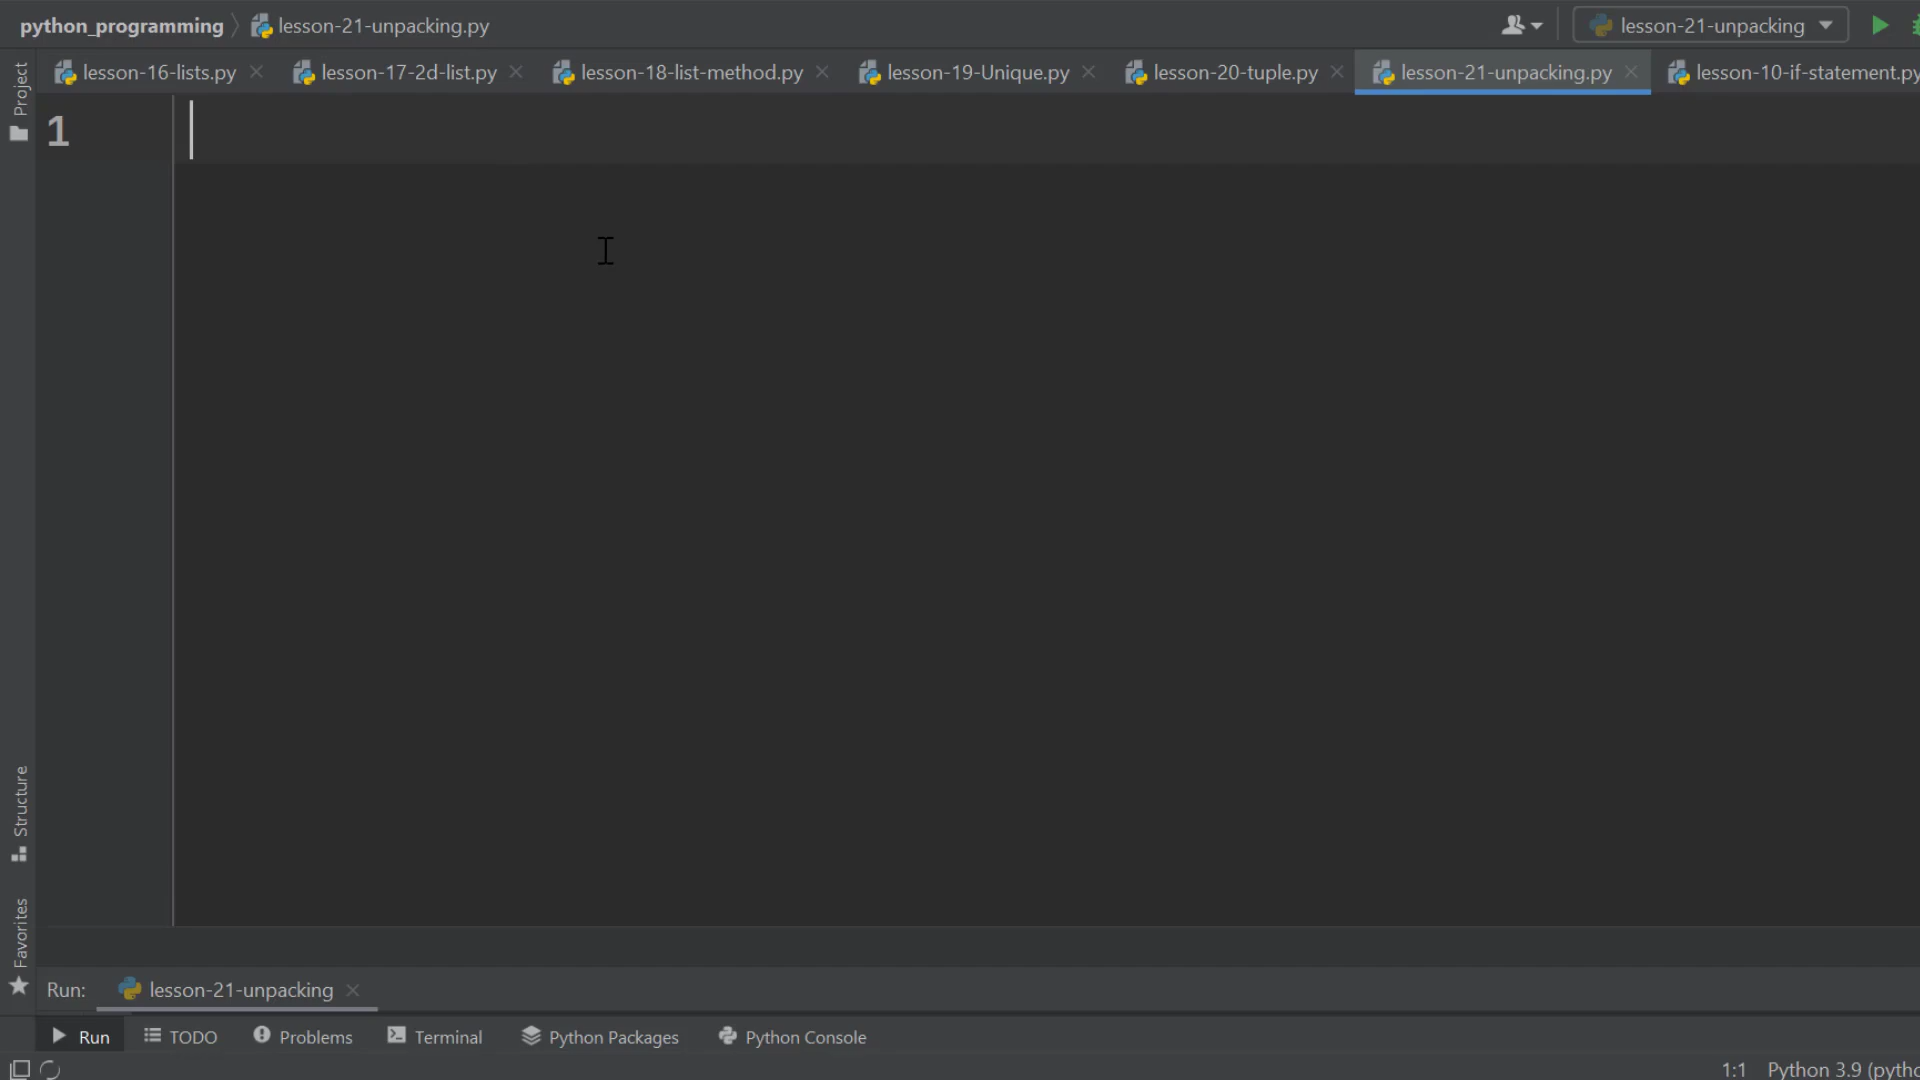 python_programming lesson-21-unpacking.py lesson-21-unpacking
lesson-16-lists.py lesson-17-2d-list.py lesson-18-list-method.py lesson-19-Unique.py lesson-20-tuple.py lesson-21-unpacking.py lesson-10-if-statement.py
Project
1
Structure
Favorites
Run: lesson-21-unpacking
Run TODO Problems Terminal Python Packages Python Console
1:1 Python 3.9 (pytho